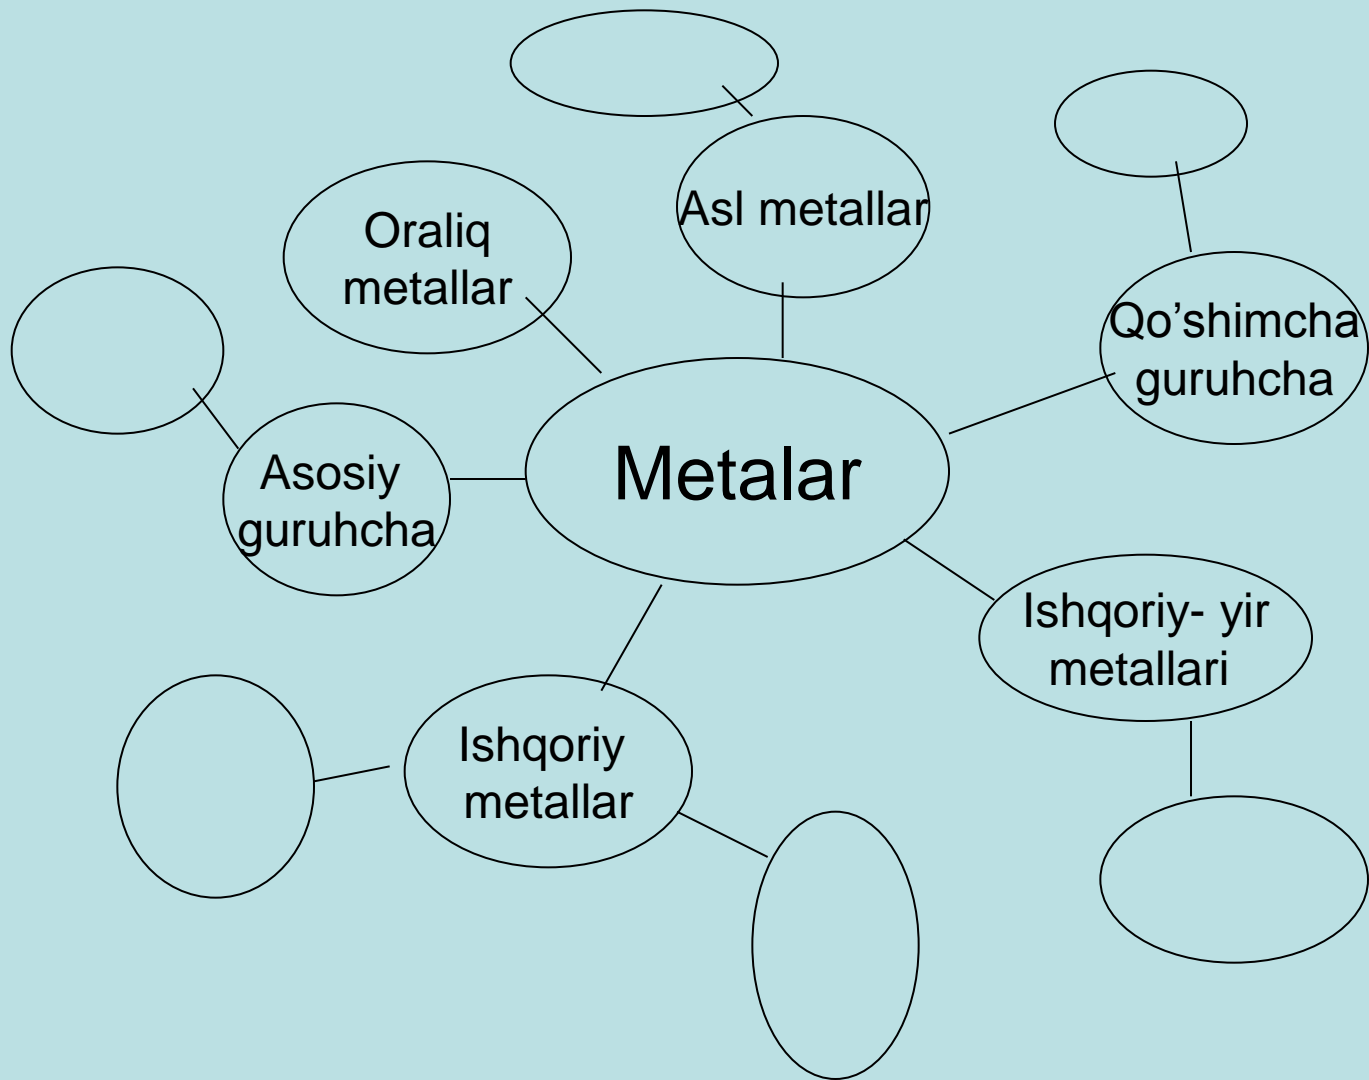 Asl metallar
Oraliq
metallar
Qo'shimcha
guruhcha
Metalar
Asosiy
guruhcha
Ishqoriy- yir
metallari
Ishqoriy
metallar